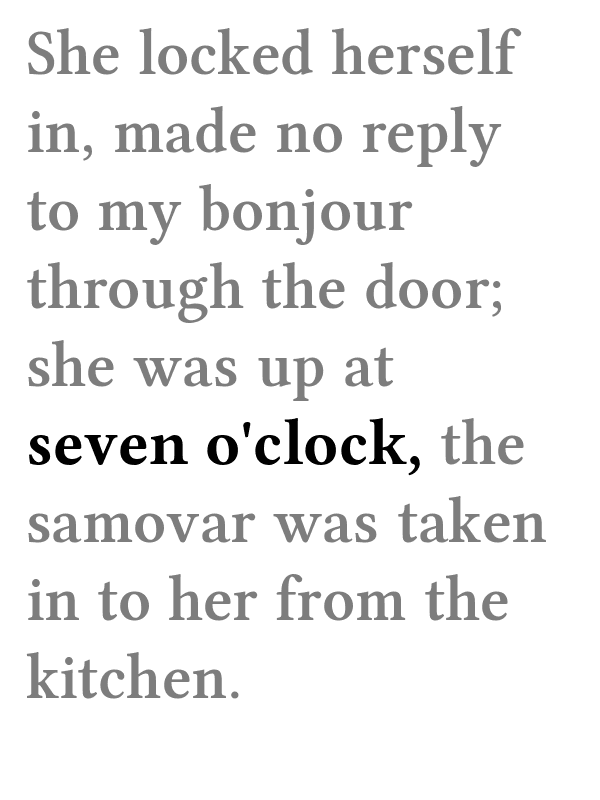 She locked herself
in, made no reply
to my bonjour
through the door;
she was up at
seven o'clock, the
samovar was taken
in to her from the
kitchen.